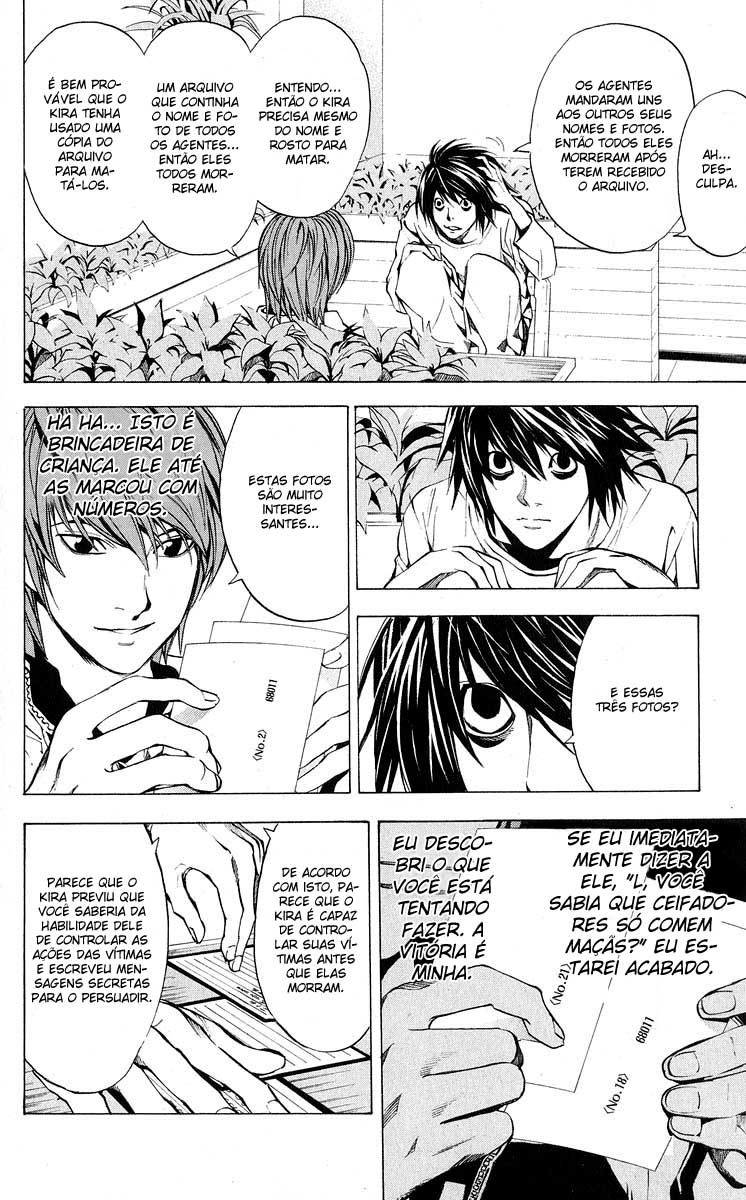 AH...
DES-
CULPA.
OS AGENTES
MANDARAM UNS
AOS OUTROS SEUS
NOMES E FOTOS.
ENTÃO TODOS ELES
MORRERAM APÓS
TEREM RECEBIDO
O ARQUIVO.
ENTENDO...
ENTÃO O KIRA
PRECISA MESMO
DO NOME E
ROSTO PARA
MATAR.
UM ARQUIVO
QUE CONTINHA
O NOME E FO-
TO DE TODOS
OS AGENTES...
ENTÃO ELES
TODOS MOR-
RERAM.
É BEM PRO-
VÁVEL QUE O
KIRA TENHA
USADO UMA
CÓPIA DO
ARQUIVO
PARA MA-
TÁ-LOS.
E ESSAS
TRÊS FOTOS?
ESTAS FOTOS
SÃO MUITO
INTERES-
SANTES...
HA HA... ISTO É
BRINCADEIRA DE
CRIANÇA. ELE ATÉ
AS MARCOU COM
NÚMEROS.
68011
(No.2)
SE EU IMEDIATA-
MENTE DIZER A
ELE, "L, VOCÊ
SABIA QUE CEIFADO-
RES SÓ COMEM
MAÇÃS?" EU ES-
TAREI ACABADO.
EU DESCO-
BRI O QUE
VOCÊ ESTÁ
TENTANDO
FAZER. A
VITÓRIA É
MINHA.
(No.21)
68011
(No.18)
DE ACORDO
COM ISTO, PA-
RECE QUE O
KIRA É CAPAZ
DE CONTRO-
LAR SUAS VÍ-
TIMAS ANTES
QUE ELAS
MORRAM.
PARECE QUE O
KIRA PREVIU QUE
VOCÊ SABERIA DA
HABILIDADE DELE
DE CONTROLAR AS
AÇÕES DAS VÍTIMAS
E ESCREVEU MEN-
SAGENS SECRETAS
PARA O PERSUADIR.